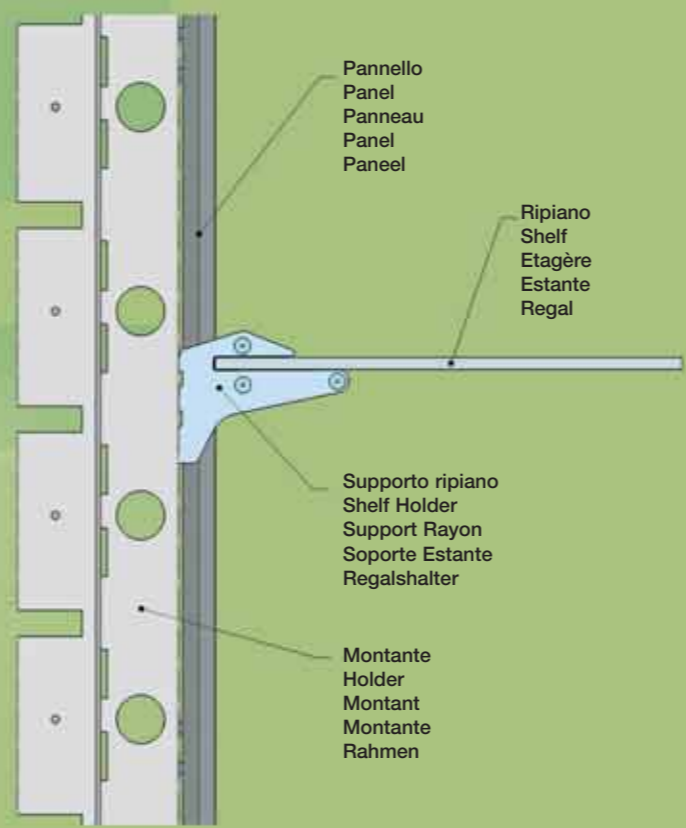 Pannello
Panel
Panneau
Panel
Paneel
Ripiano
Shelf
Etagère
Estante
Regal
Supporto ripiano
Shelf Holder
Support Rayon
Soporte Estante
Regalshalter
Montante
Holder
Montant
Montante
Rahmen